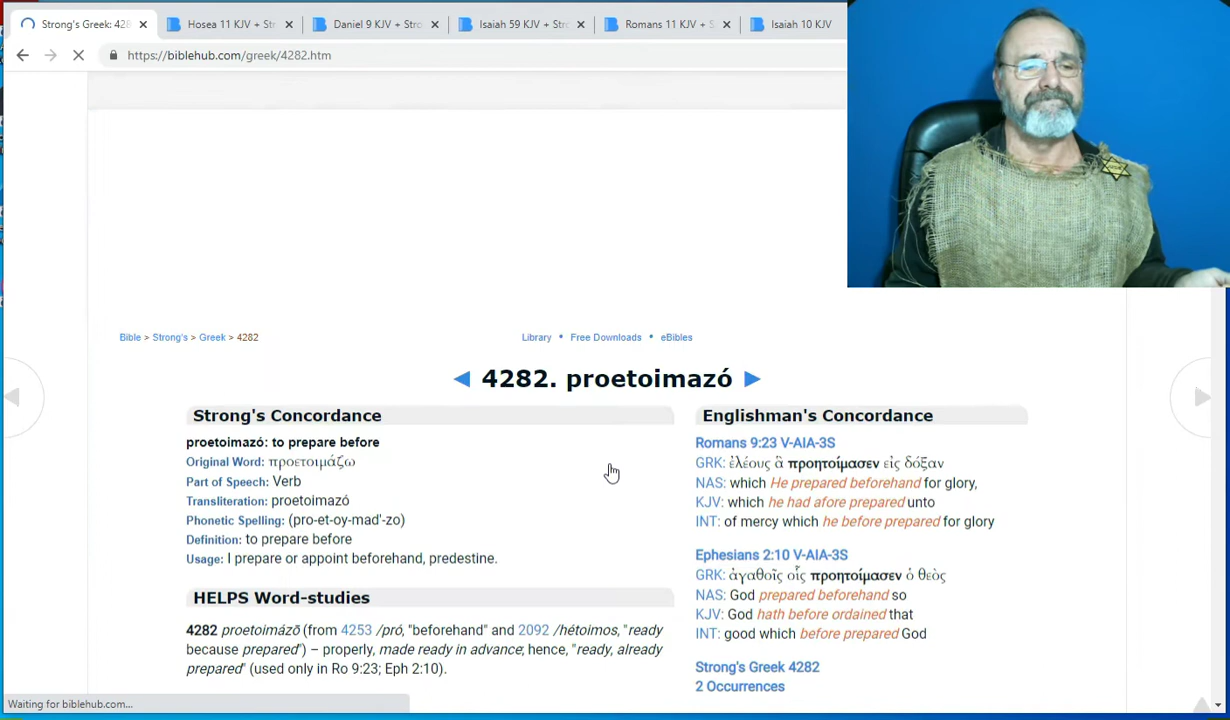 Strong's Greek: 428
Hosea 11 KJV + Str
Daniel 9 KJV + Stro
Isaiah 59 KJV + Stro
Romans 11 KJV + S
Isaiah 10 KJV
https://biblehub.com/greek/4282.htm
Bible > Strong's > Greek > 4282
Library • Free Downloads • eBibles
◄ 4282. proetoimazó ►
Strong's Concordance
proetoimazó: to prepare before
Original Word: προετοιμάζω
Part of Speech: Verb
Transliteration: proetoimazó
Phonetic Spelling: (pro-et-oy-mad'-zo)
Definition: to prepare before
Usage: I prepare or appoint beforehand, predestine.
HELPS Word-studies
4282 proetoimázō (from 4253 /pró, "beforehand" and 2092 /hétoimos, "ready
because prepared") – properly, made ready in advance; hence, "ready, already
prepared" (used only in Ro 9:23; Eph 2:10).
Englishman's Concordance
Romans 9:23 V-AIA-3S
GRK: ἐλέους ἃ προητοίμασεν εἰς δόξαν
NAS: which He prepared beforehand for glory,
KJV: which he had afore prepared unto
INT: of mercy which he before prepared for glory
Ephesians 2:10 V-AIA-3S
GRK: ἀγαθοῖς οἷς προητοίμασεν ὁ θεὸς
NAS: God prepared beforehand so
KJV: God hath before ordained that
INT: good which before prepared God
Strong's Greek 4282
2 Occurrences
Waiting for biblehub.com...